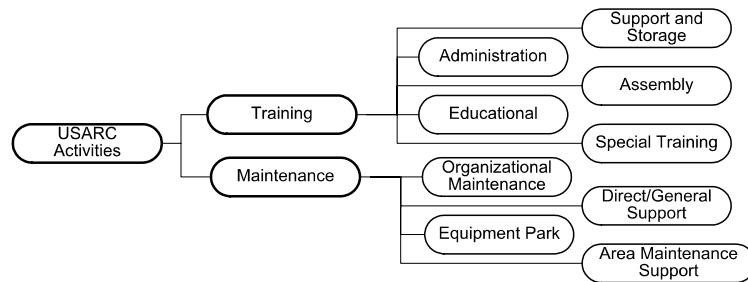 USARC
Activities
Training
Support and
Storage
Administration
Assembly
Educational
Special Training
Maintenance
Organizational
Maintenance
Direct/General
Support
Equipment Park
Area Maintenance
Support